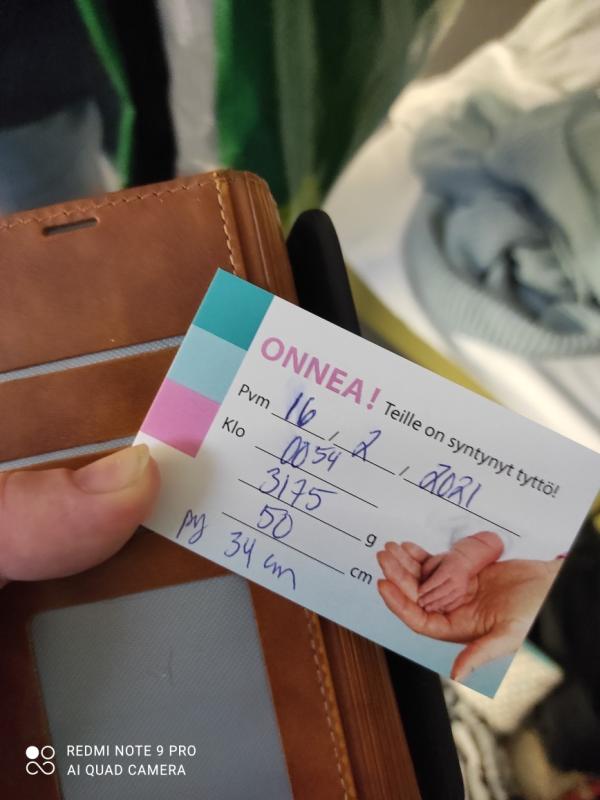 ONNEA! Teille on syntynyt tyttö!
Pvm 16 , 2 , 2021
Klo 0054
3175 g
50 cm
py 34 cm
REDMI NOTE 9 PRO
AI QUAD CAMERA